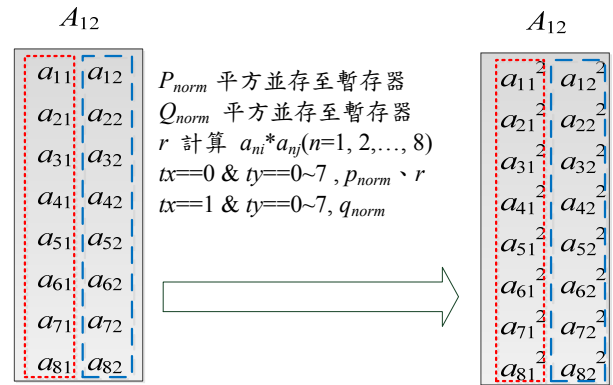 A₁₂
a₁₁ a₁₂
a₂₁ a₂₂
a₃₁ a₃₂
a₄₁ a₄₂
a₅₁ a₅₂
a₆₁ a₆₂
a₇₁ a₇₂
a₈₁ a₈₂
Pnorm 平方並存至暫存器
Qnorm 平方並存至暫存器
r 計算 ani*anj(n=1, 2,…, 8)
tx==0 & ty==0~7 , pnorm、r
tx==1 & ty==0~7, qnorm
A₁₂
a₁₁² a₁₂²
a₂₁² a₂₂²
a₃₁² a₃₂²
a₄₁² a₄₂²
a₅₁² a₅₂²
a₆₁² a₆₂²
a₇₁² a₇₂²
a₈₁² a₈₂²